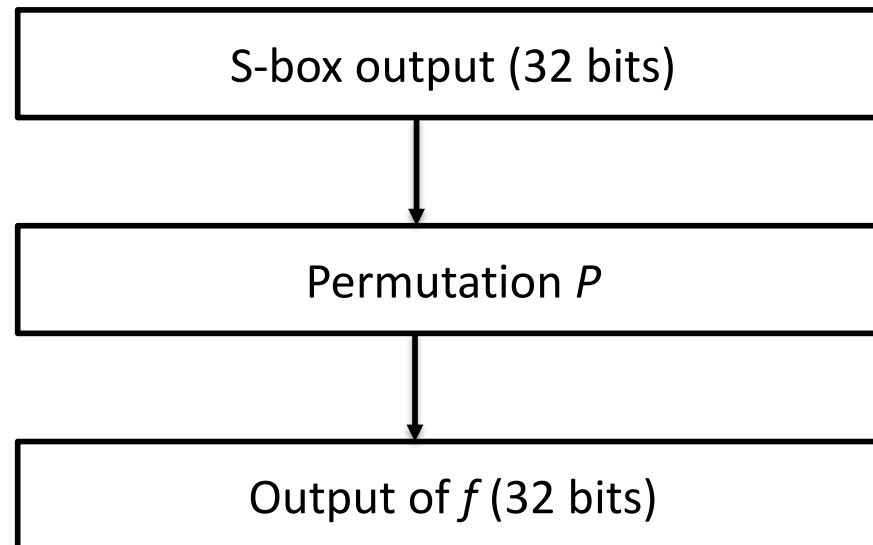 S-box output (32 bits)
Permutation P
Output of f (32 bits)